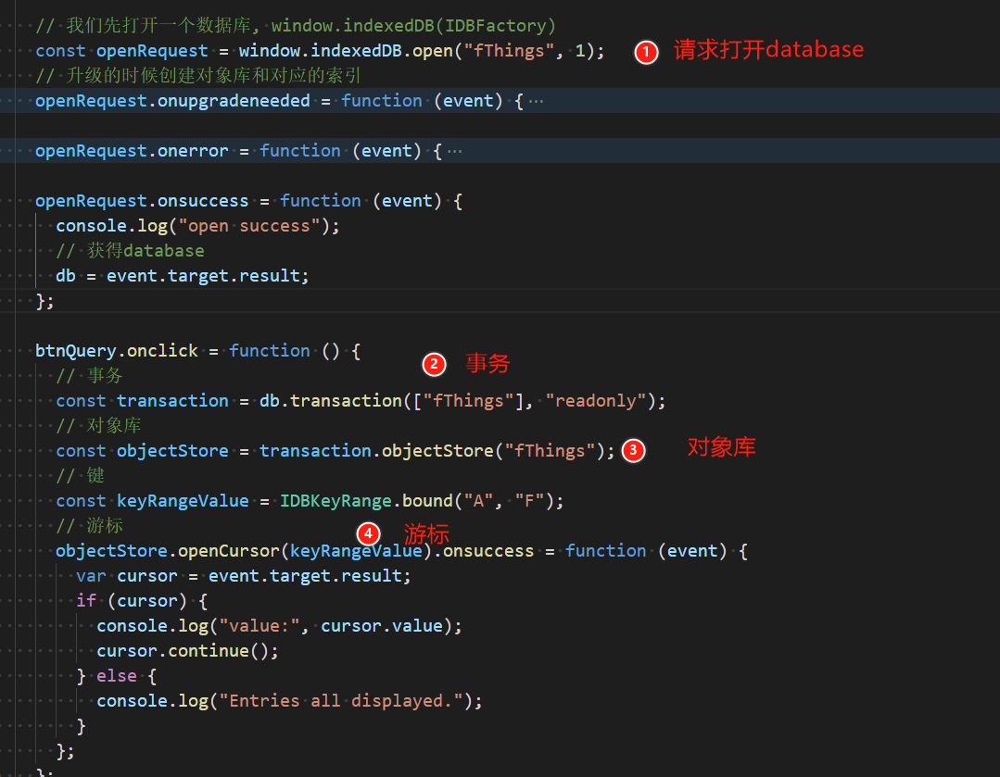 // 我们先打开一个数据库, window.indexedDB(IDBFactory)
const openRequest = window.indexedDB.open("fThings", 1); 1 请求打开database
// 升级的时候创建对象库和对应的索引
openRequest.onupgradeneeded = function (event) { ···
openRequest.onerror = function (event) { ···
openRequest.onsuccess = function (event) {
console.log("open success");
// 获得database
db = event.target.result;
};
btnQuery.onclick = function () {
2 事务
// 事务
const transaction = db.transaction(["fThings"], "readonly");
// 对象库
const objectStore = transaction.objectStore("fThings"); 3 对象库
// 键
const keyRangeValue = IDBKeyRange.bound("A", "F");
// 游标
4 游标
objectStore.openCursor(keyRangeValue).onsuccess = function (event) {
var cursor = event.target.result;
if (cursor) {
console.log("value:", cursor.value);
cursor.continue();
} else {
console.log("Entries all displayed.");
}
};
};